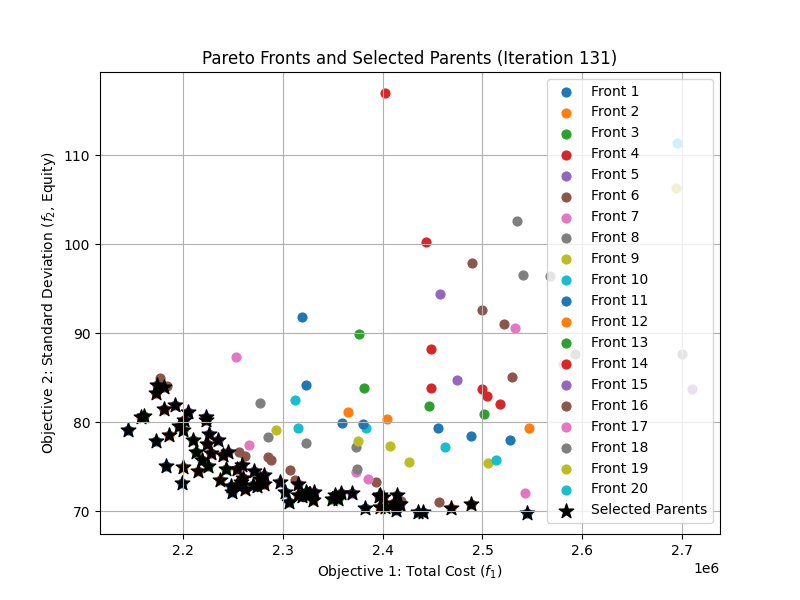 Pareto Fronts and Selected Parents (Iteration 131)
Objective 2: Standard Deviation (f₂, Equity)
110
100
90
80
70
2.2
2.3
2.4
2.5
2.6
2.7
1e6
Objective 1: Total Cost (f₁)
Front 1
Front 2
Front 3
Front 4
Front 5
Front 6
Front 7
Front 8
Front 9
Front 10
Front 11
Front 12
Front 13
Front 14
Front 15
Front 16
Front 17
Front 18
Front 19
Front 20
Selected Parents